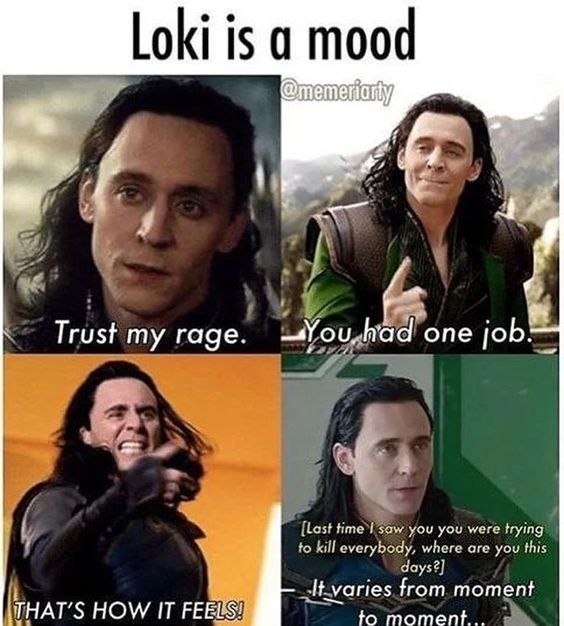 Loki is a mood
@memeriarty
Trust my rage.
You had one job.
THAT'S HOW IT FEELS!
[Last time I saw you you were trying
to kill everybody, where are you this
days?]
It varies from moment
to moment...